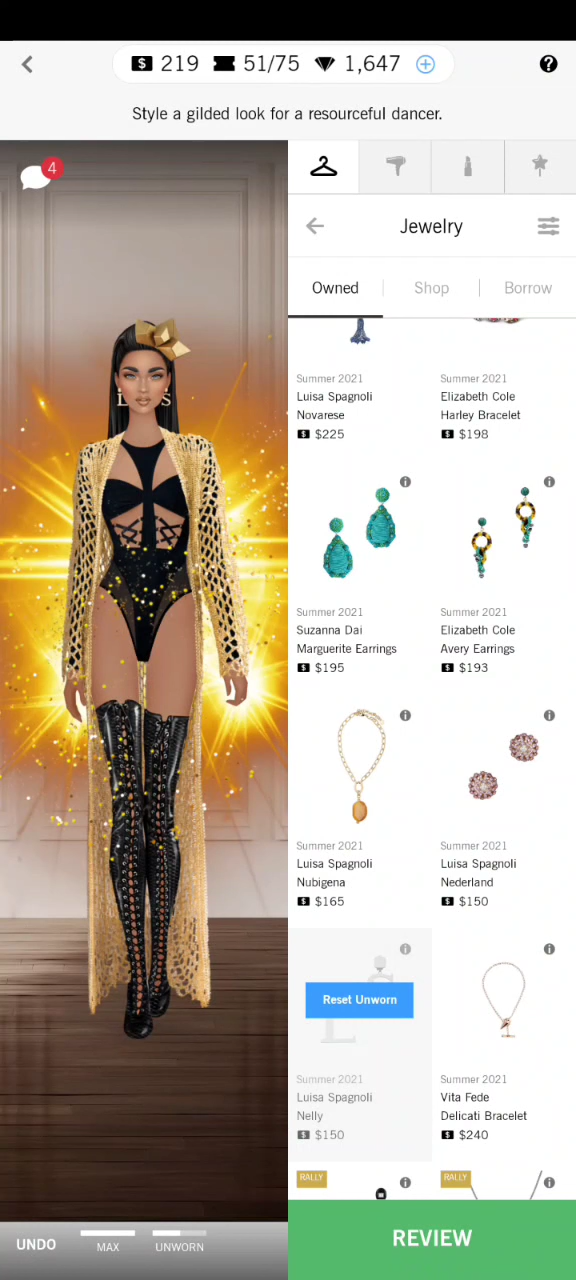 219 51/75 1,647
Style a gilded look for a resourceful dancer.
4
Jewelry
Owned Shop Borrow
Summer 2021
Luisa Spagnoli
Novarese
$225
Summer 2021
Elizabeth Cole
Harley Bracelet
$198
Summer 2021
Suzanna Dai
Marguerite Earrings
$195
Summer 2021
Elizabeth Cole
Avery Earrings
$193
Summer 2021
Luisa Spagnoli
Nubigena
$165
Summer 2021
Luisa Spagnoli
Nederland
$150
Reset Unworn
Summer 2021
Luisa Spagnoli
Nelly
$150
Summer 2021
Vita Fede
Delicati Bracelet
$240
RALLY
RALLY
L S
UNDO
MAX
UNWORN
REVIEW